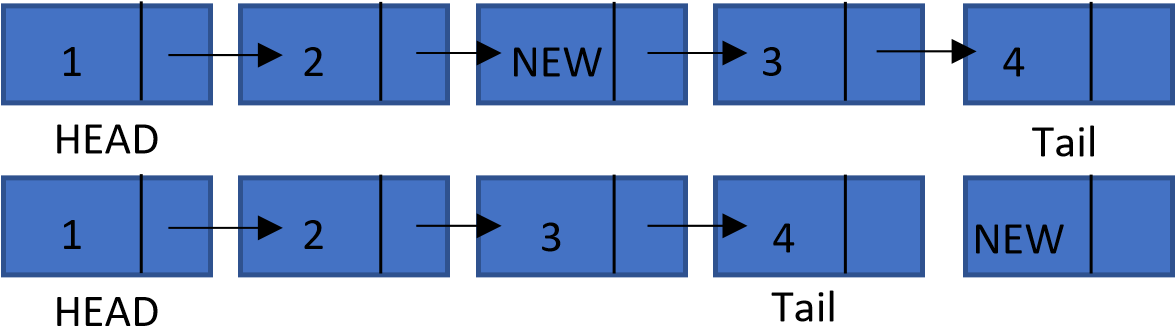 1 2 NEW 3 4
HEAD Tail
1 2 3 4 NEW
HEAD Tail